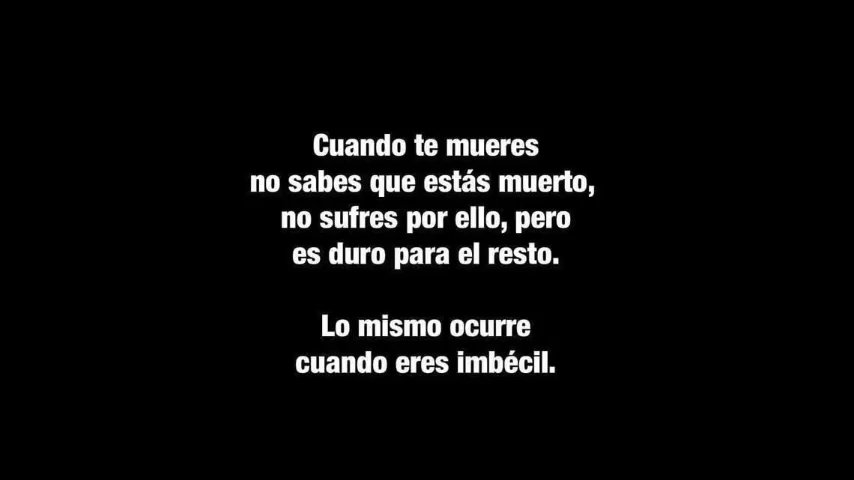 Cuando te mueres
no sabes que estás muerto,
no sufres por ello, pero
es duro para el resto.
Lo mismo ocurre
cuando eres imbécil.